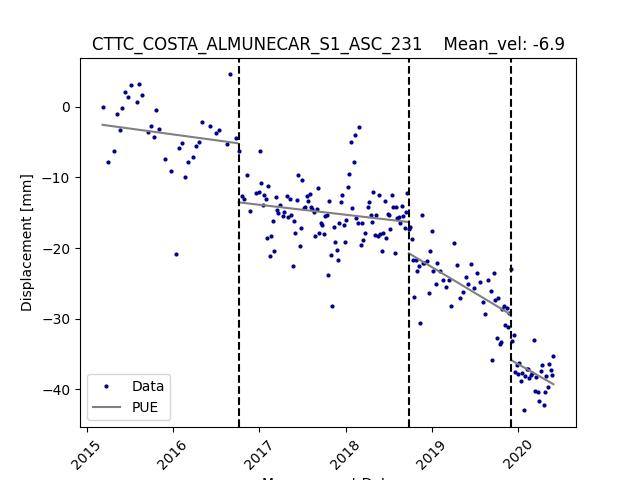 CTTC_COSTA_ALMUNECAR_S1_ASC_231    Mean_vel: -6.9
Displacement [mm]
0
−10
−20
−30
−40
Data
PUE
2015
2016
2017
2018
2019
2020